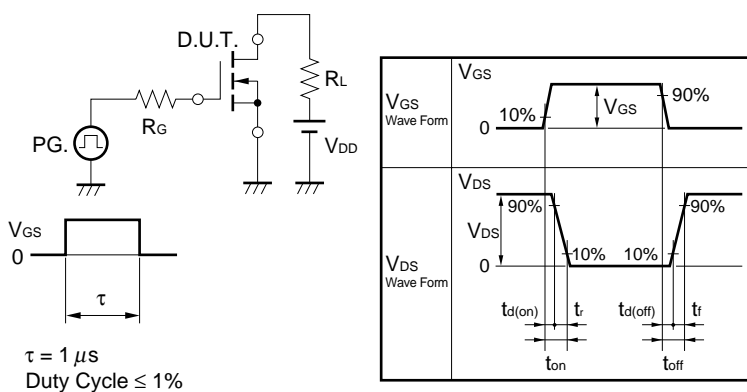 D.U.T.
RL
RG
PG.
VDD
VGS
0
τ
τ = 1 μs
Duty Cycle ≤ 1%
VGS
Wave Form
VGS
10%
VGS
90%
0
VDS
Wave Form
VDS
90%
VDS
10%
10%
90%
0
td(on)
tr
td(off)
tf
ton
toff